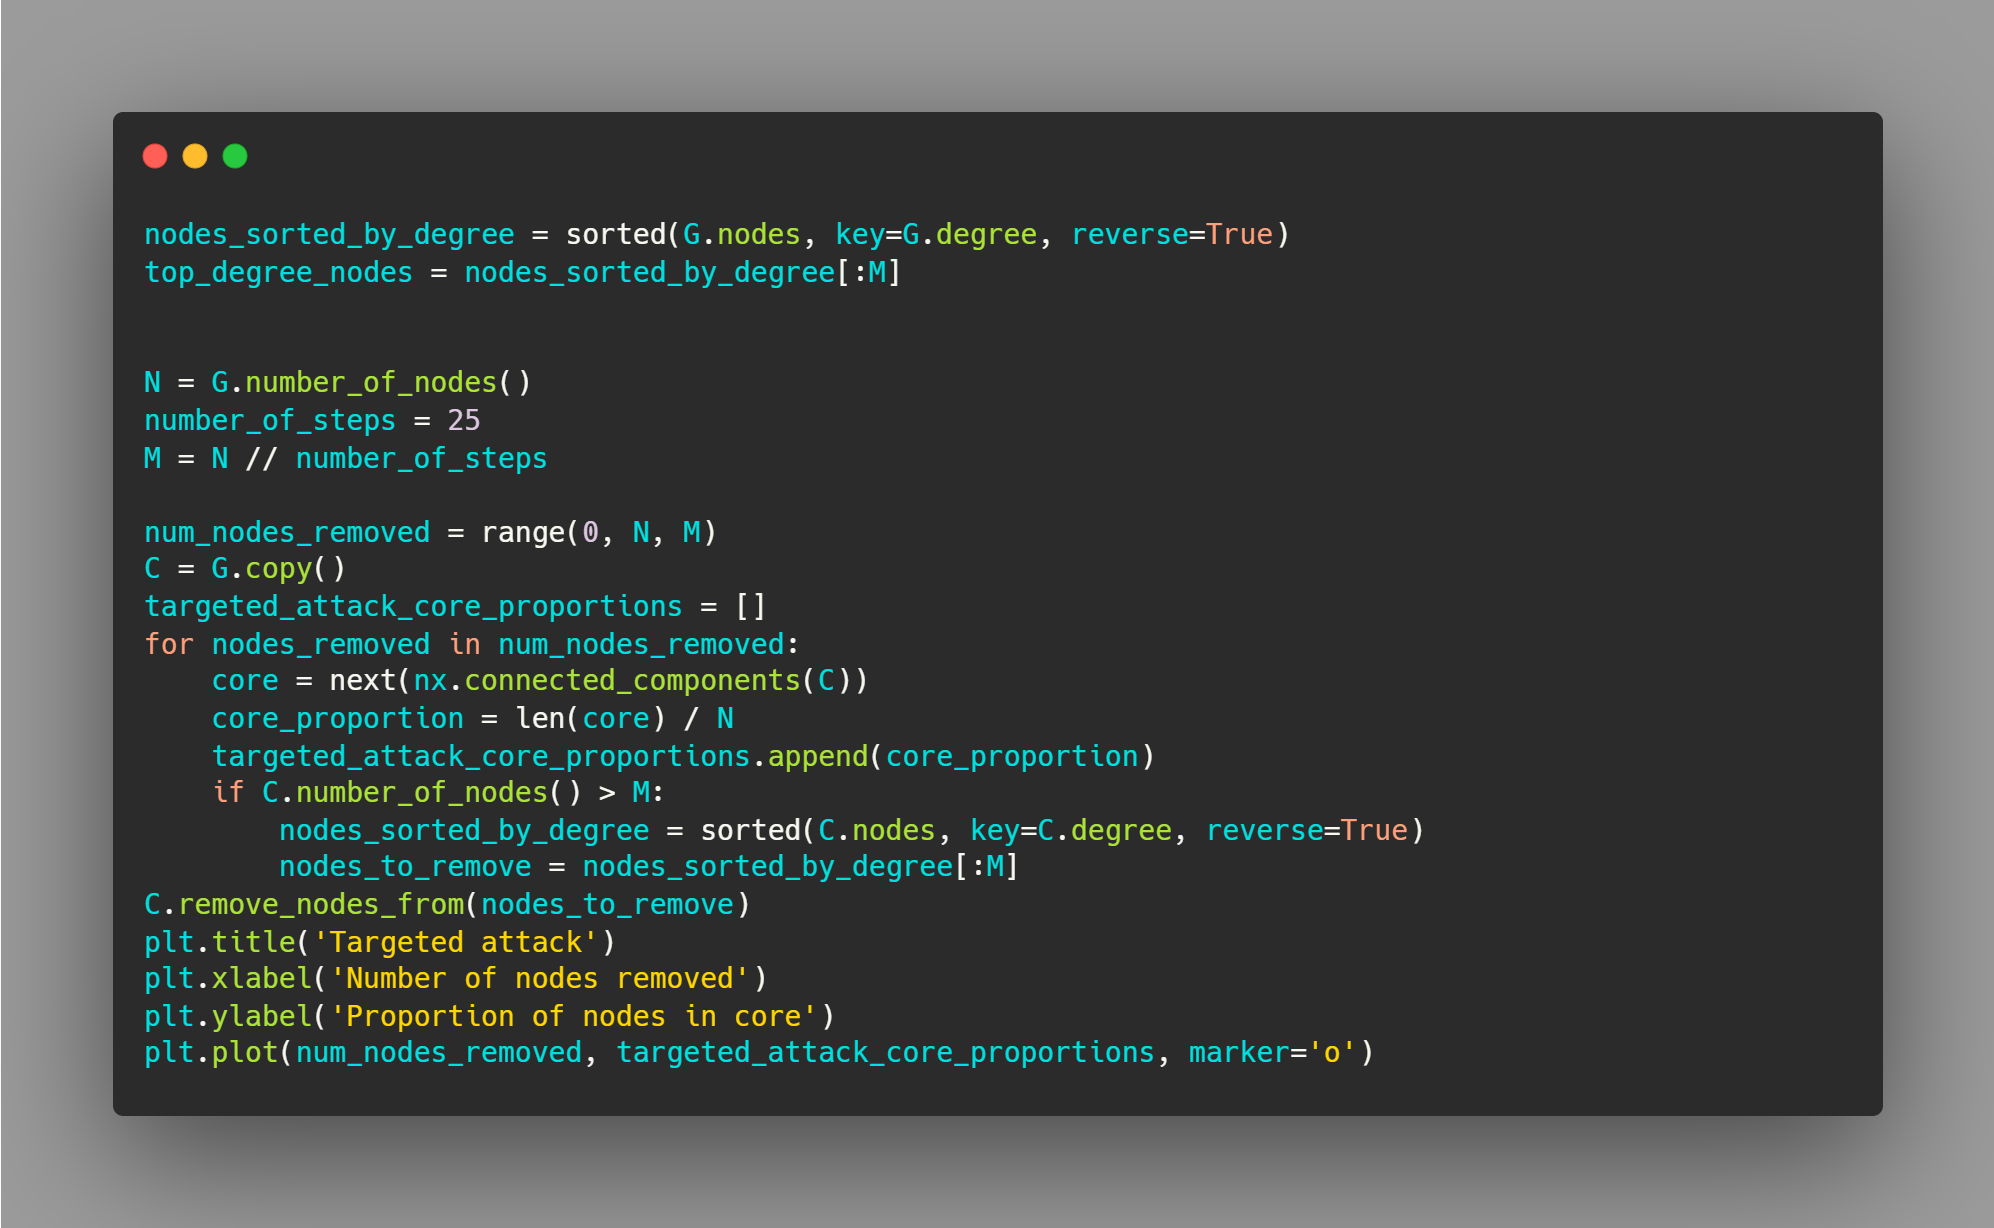 nodes_sorted_by_degree = sorted(G.nodes, key=G.degree, reverse=True)
top_degree_nodes = nodes_sorted_by_degree[:M]
N = G.number_of_nodes()
number_of_steps = 25
M = N // number_of_steps
num_nodes_removed = range(0, N, M)
C = G.copy()
targeted_attack_core_proportions = []
for nodes_removed in num_nodes_removed:
    core = next(nx.connected_components(C))
    core_proportion = len(core) / N
    targeted_attack_core_proportions.append(core_proportion)
    if C.number_of_nodes() > M:
        nodes_sorted_by_degree = sorted(C.nodes, key=C.degree, reverse=True)
        nodes_to_remove = nodes_sorted_by_degree[:M]
C.remove_nodes_from(nodes_to_remove)
plt.title('Targeted attack')
plt.xlabel('Number of nodes removed')
plt.ylabel('Proportion of nodes in core')
plt.plot(num_nodes_removed, targeted_attack_core_proportions, marker='o')